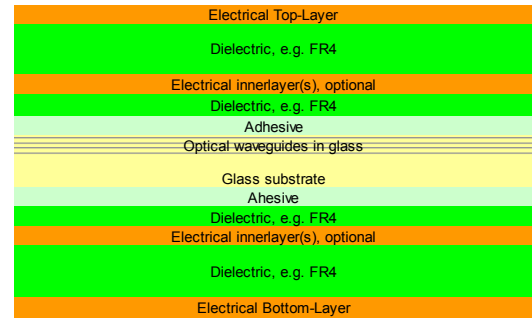 Electrical Top-Layer
Dielectric, e.g. FR4
Electrical innerlayer(s), optional
Dielectric, e.g. FR4
Adhesive
Optical waveguides in glass
Glass substrate
Ahesive
Dielectric, e.g. FR4
Electrical innerlayer(s), optional
Dielectric, e.g. FR4
Electrical Bottom-Layer